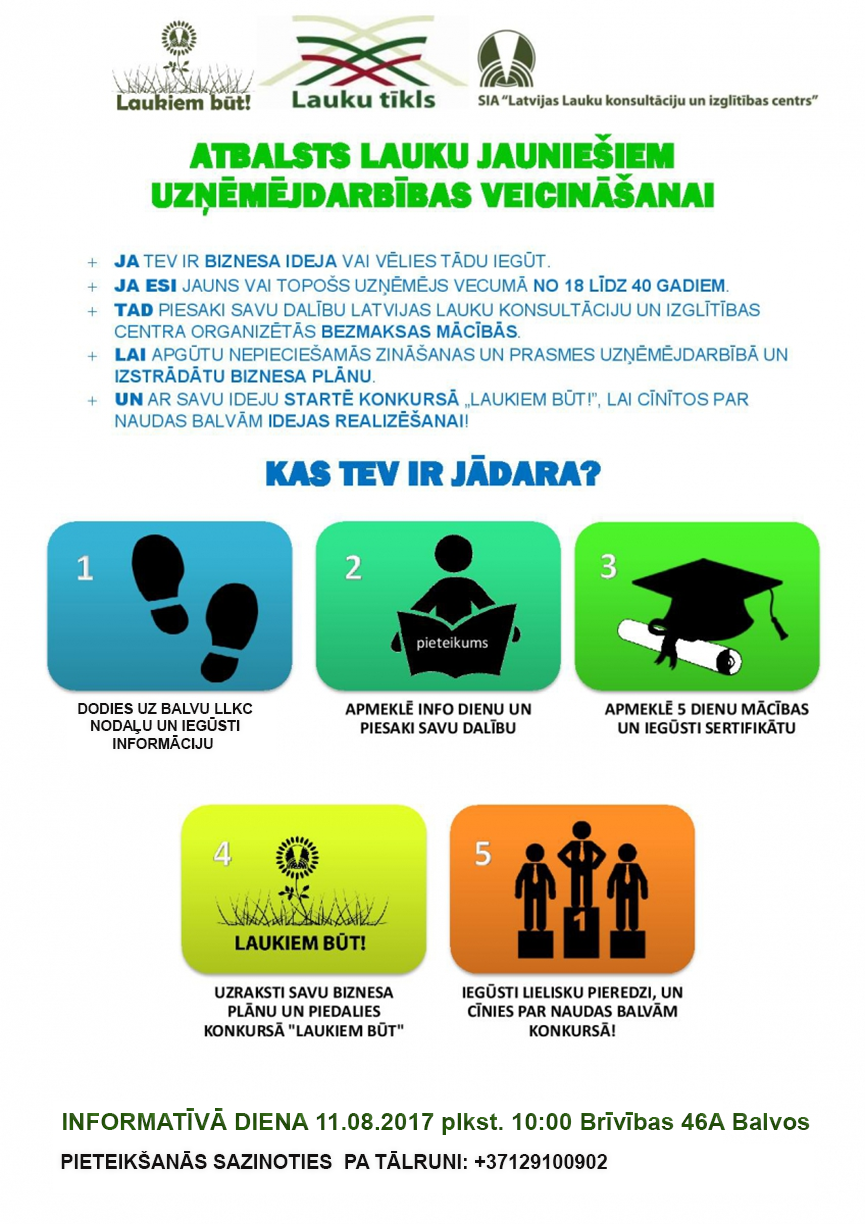 Laukiem būt!
Lauku tīkls
SIA “Latvijas Lauku konsultāciju un izglītības centrs”
ATBALSTS LAUKU JAUNIEŠIEM
UZŅĒMĒJDARBĪBAS VEICINĀŠANAI
+ JA TEV IR BIZNESA IDEJA VAI VĒLIES TĀDU IEGŪT.
+ JA ESI JAUNS VAI TOPOŠS UZŅĒMĒJS VECUMĀ NO 18 LĪDZ 40 GADIEM.
+ TAD PIESAKI SAVU DALĪBU LATVIJAS LAUKU KONSULTĀCIJU UN IZGLĪTĪBAS
CENTRA ORGANIZĒTĀS BEZMAKSAS MĀCĪBĀS.
+ LAI APGŪTU NEPIECIEŠAMĀS ZINĀŠANAS UN PRASMES UZŅĒMĒJDARBĪBĀ UN
IZSTRĀDĀTU BIZNESA PLĀNU.
+ UN AR SAVU IDEJU STARTĒ KONKURSĀ „LAUKIEM BŪT!”, LAI CĪNĪTOS PAR
NAUDAS BALVĀM IDEJAS REALIZĒŠANAI!
KAS TEV IR JĀDARA?
1
DODIES UZ BALVU LLKC
NODAĻU UN IEGŪSTI
INFORMĀCIJU
2
pieteikums
APMEKLĒ INFO DIENU UN
PIESAKI SAVU DALĪBU
3
APMEKLĒ 5 DIENU MĀCĪBAS
UN IEGŪSTI SERTIFIKĀTU
4
LAUKIEM BŪT!
UZRAKSTI SAVU BIZNESA
PLĀNU UN PIEDALIES
KONKURSĀ "LAUKIEM BŪT"
5
1
IEGŪSTI LIELISKU PIEREDZI, UN
CĪNIES PAR NAUDAS BALVĀM
KONKURSĀ!
INFORMATĪVĀ DIENA 11.08.2017 plkst. 10:00 Brīvības 46A Balvos
PIETEIKŠANĀS SAZINOTIES PA TĀLRUNI: +37129100902